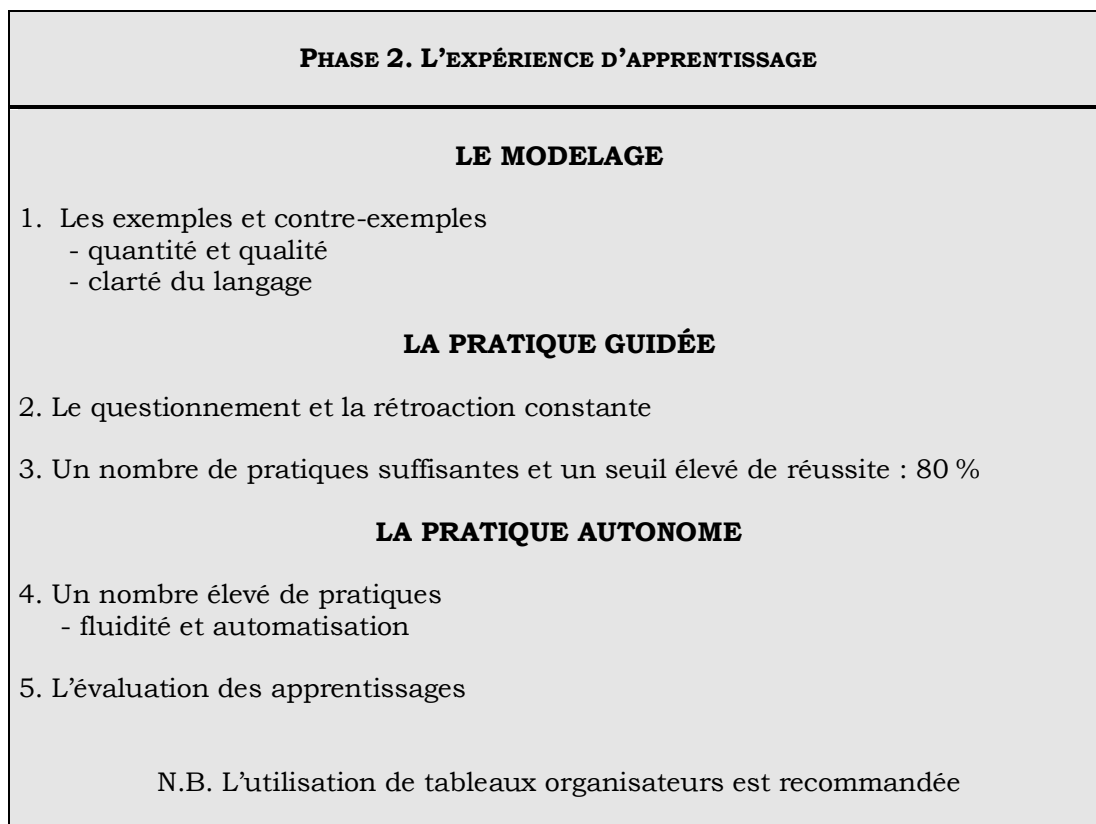 PHASE 2. L’EXPÉRIENCE D’APPRENTISSAGE
LE MODELAGE
1. Les exemples et contre-exemples
- quantité et qualité
- clarté du langage
LA PRATIQUE GUIDÉE
2. Le questionnement et la rétroaction constante
3. Un nombre de pratiques suffisantes et un seuil élevé de réussite : 80 %
LA PRATIQUE AUTONOME
4. Un nombre élevé de pratiques
- fluidité et automatisation
5. L’évaluation des apprentissages
N.B. L’utilisation de tableaux organisateurs est recommandée